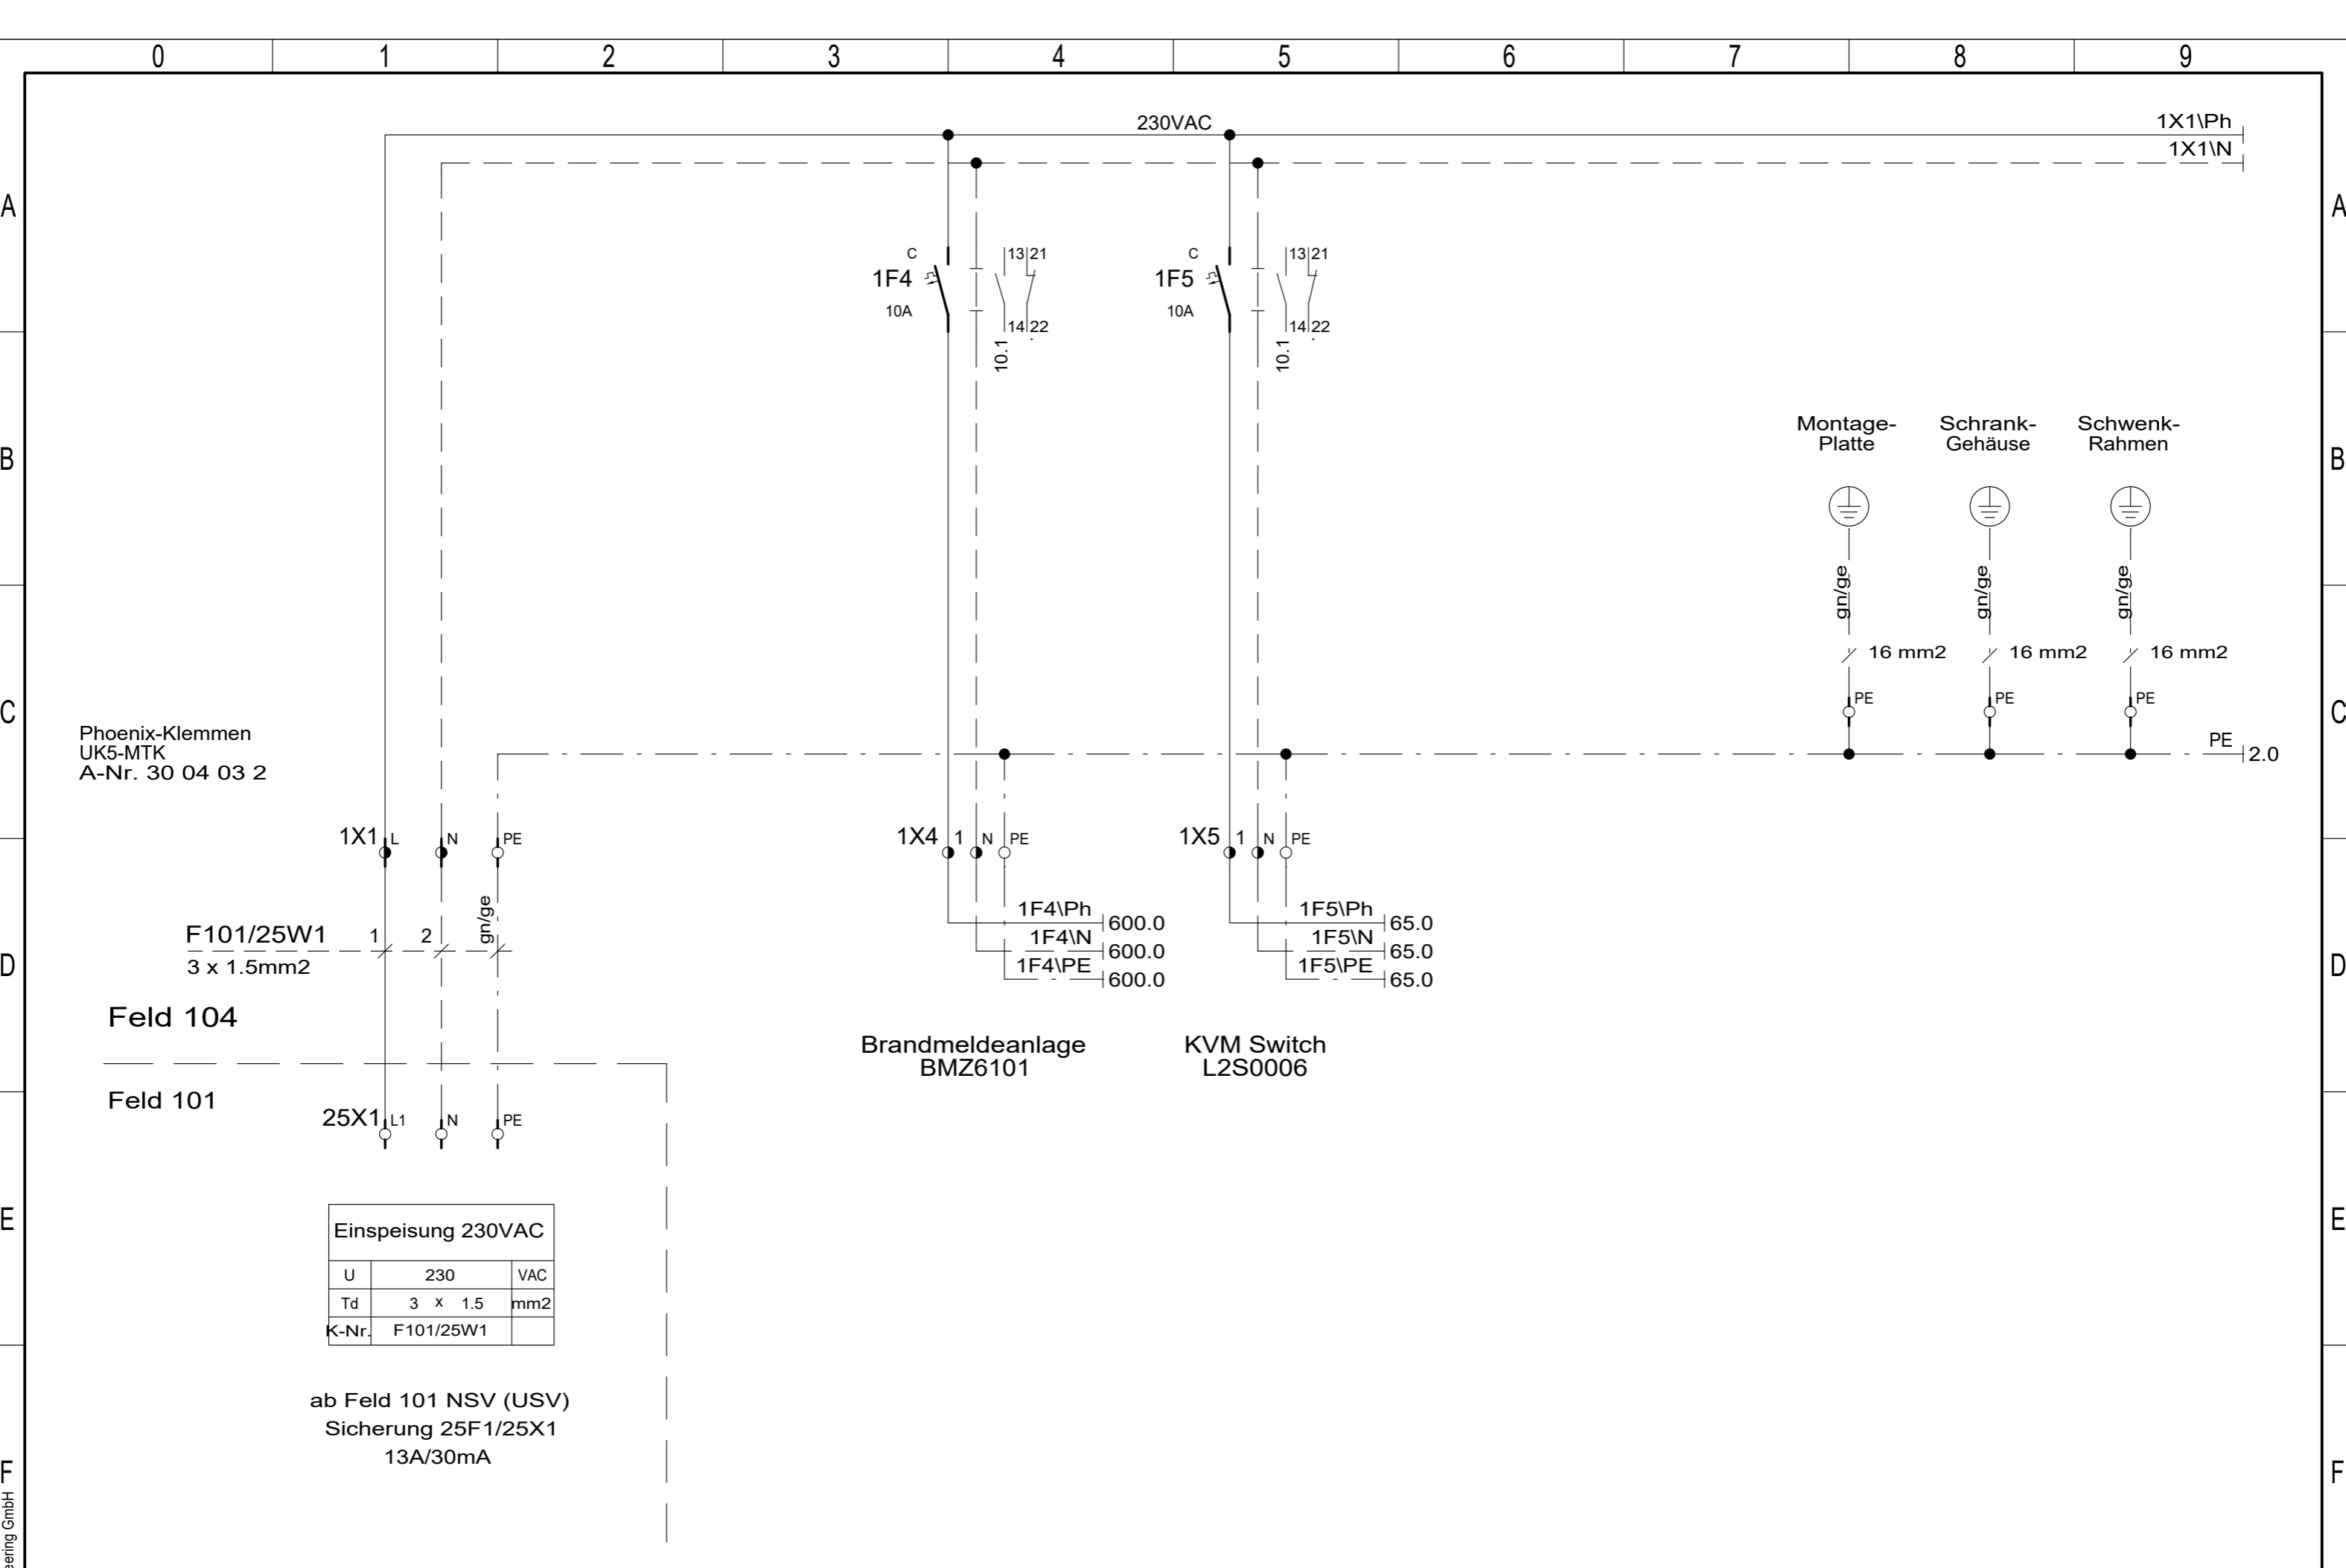 0 1 2 3 4 5 6 7 8 9
230VAC
1X1\Ph
1X1\N
A A
C 13 21
1F4
10A
14 22
10.1 .
C 13 21
1F5
10A
14 22
10.1 .
Montage-
Platte
Schrank-
Gehäuse
Schwenk-
Rahmen
B B
gn/ge gn/ge gn/ge
16 mm2 16 mm2 16 mm2
PE PE PE
C C
Phoenix-Klemmen
UK5-MTK
A-Nr. 30 04 03 2
PE 2.0
1X1 L N PE
1X4 1 N PE
1X5 1 N PE
gn/ge
F101/25W1 1 2
3 x 1.5mm2
1F4\Ph 600.0
1F4\N 600.0
1F4\PE 600.0
1F5\Ph 65.0
1F5\N 65.0
1F5\PE 65.0
D D
Feld 104
Brandmeldeanlage
BMZ6101
KVM Switch
L2S0006
Feld 101
25X1 L1 N PE
E E
Einspeisung 230VAC
U 230 VAC
Td 3 x 1.5 mm2
K-Nr. F101/25W1
ab Feld 101 NSV (USV)
Sicherung 25F1/25X1
13A/30mA
F F
eering GmbH